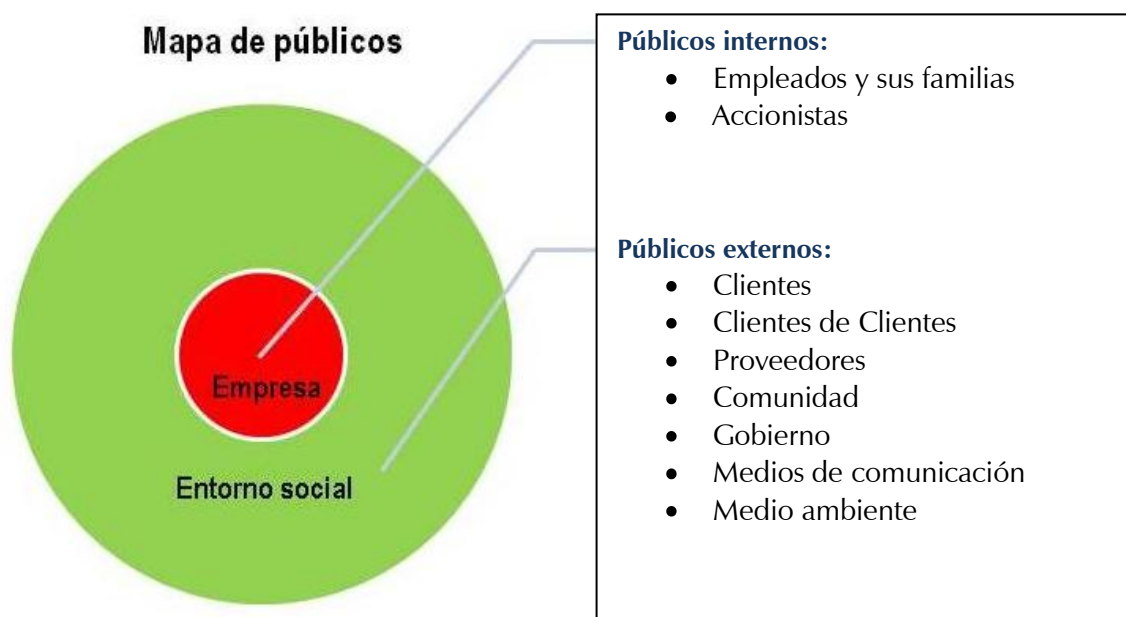 Mapa de públicos
Empresa
Entorno social
Públicos internos:
• Empleados y sus familias
• Accionistas
Públicos externos:
• Clientes
• Clientes de Clientes
• Proveedores
• Comunidad
• Gobierno
• Medios de comunicación
• Medio ambiente